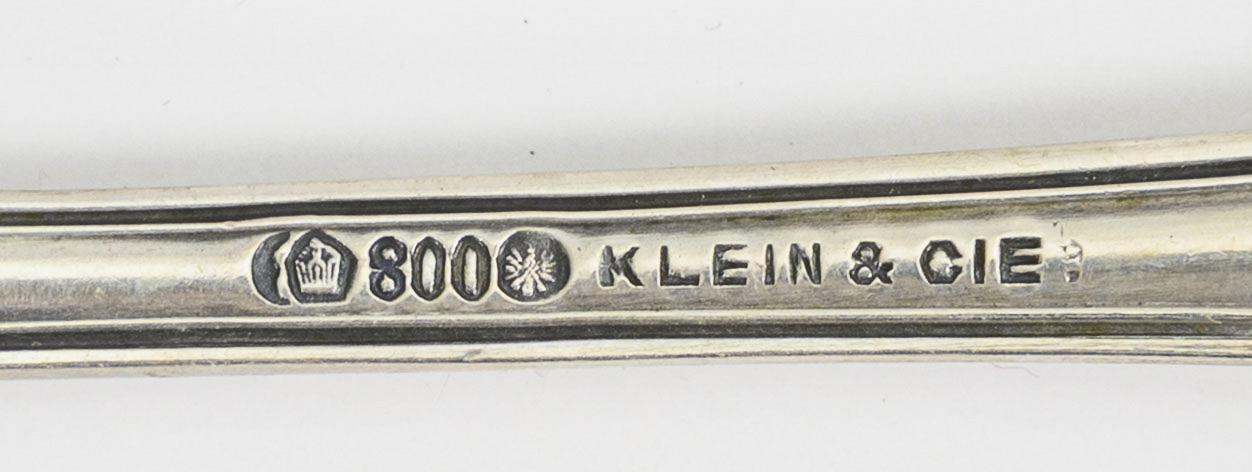 800 KLEIN & CIE